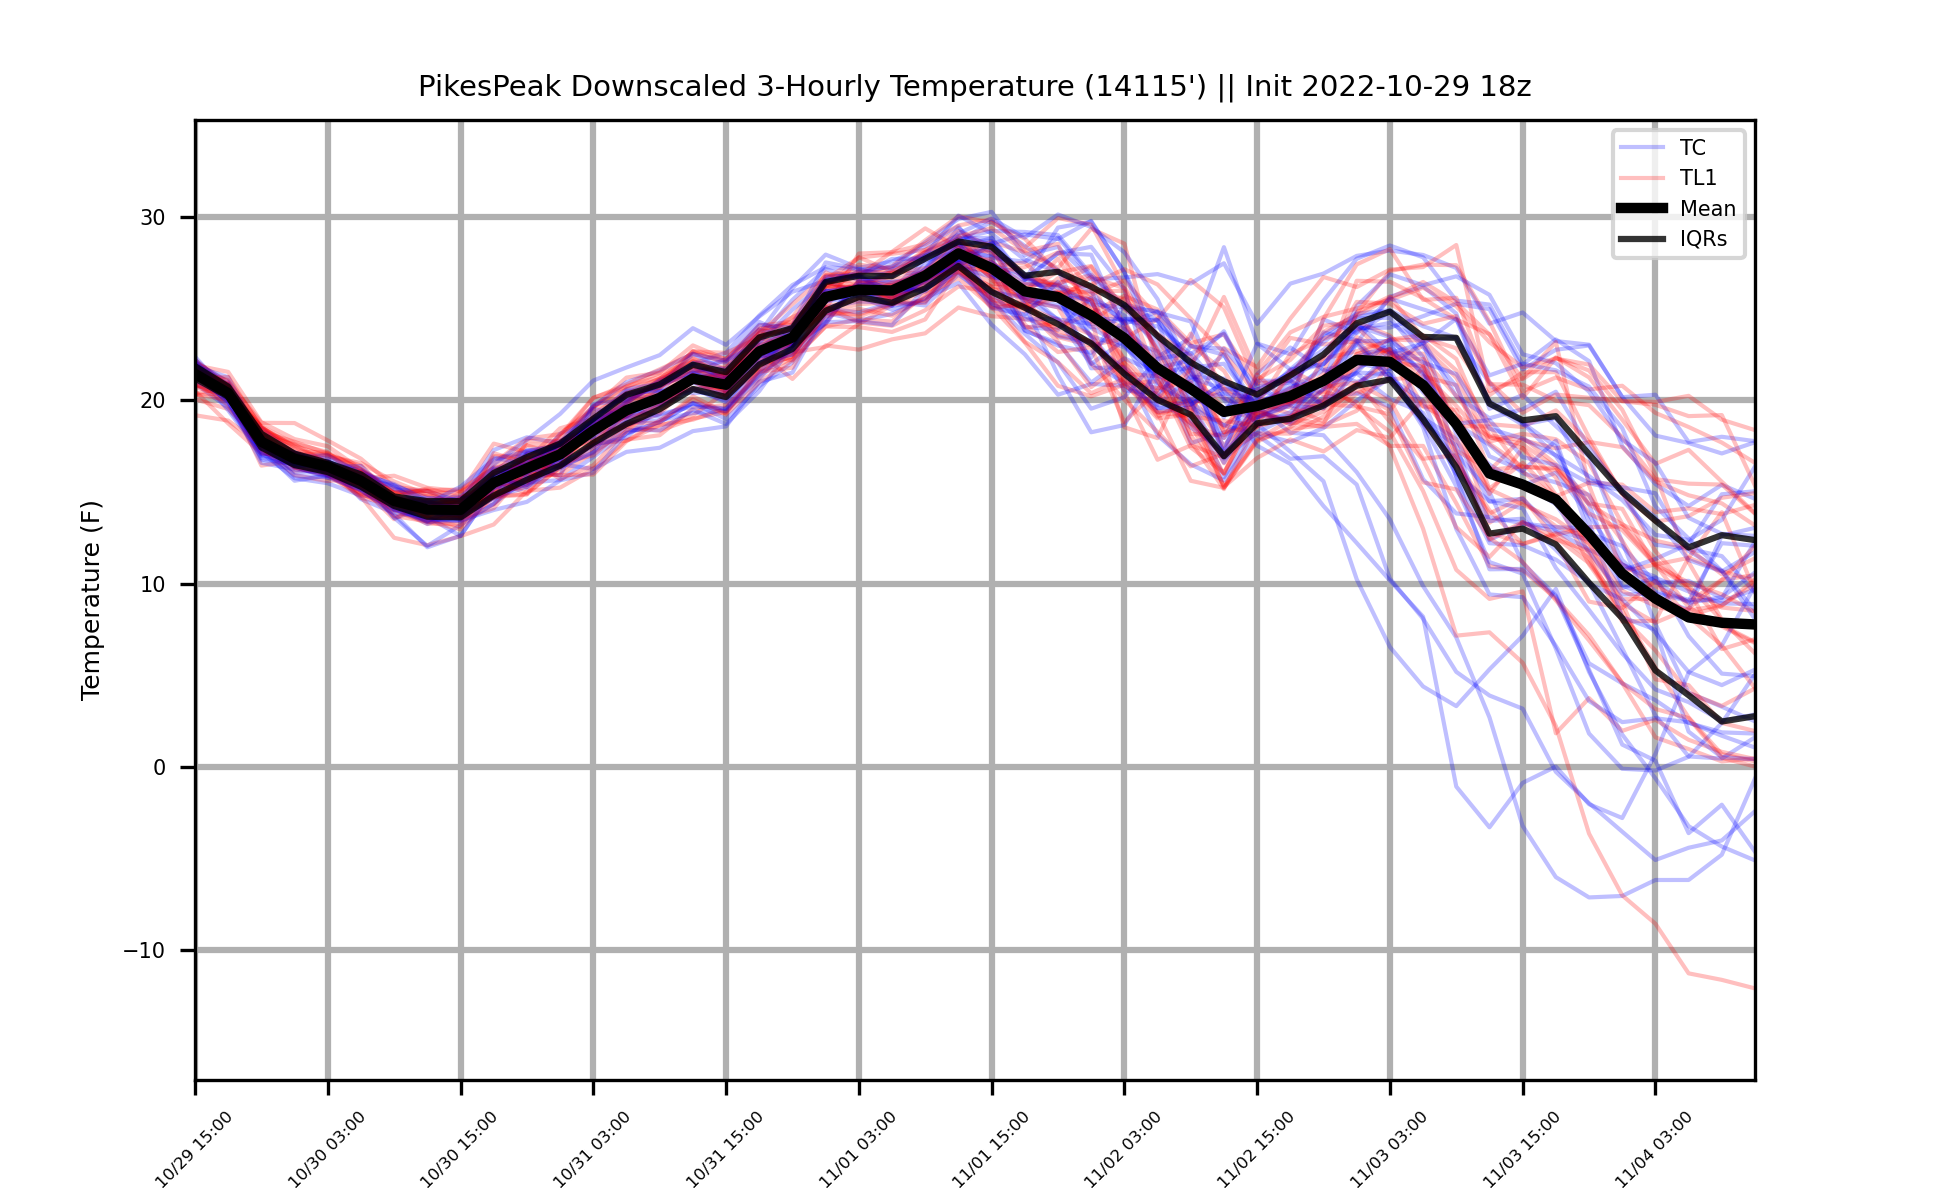 PikesPeak Downscaled 3-Hourly Temperature (14115') || Init 2022-10-29 18z
TC
TL1
Mean
IQRs
Temperature (F)
30
20
10
0
−10
10/29 15:00
10/30 03:00
10/30 15:00
10/31 03:00
10/31 15:00
11/01 03:00
11/01 15:00
11/02 03:00
11/02 15:00
11/03 03:00
11/03 15:00
11/04 03:00